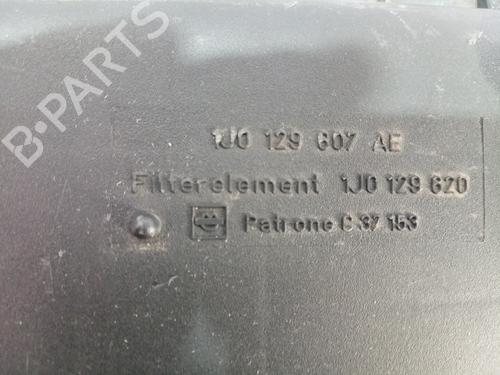 B-PARTS
1J0 129 607 AE
Filterelement 1J0 129 620
Patrone C 37 153